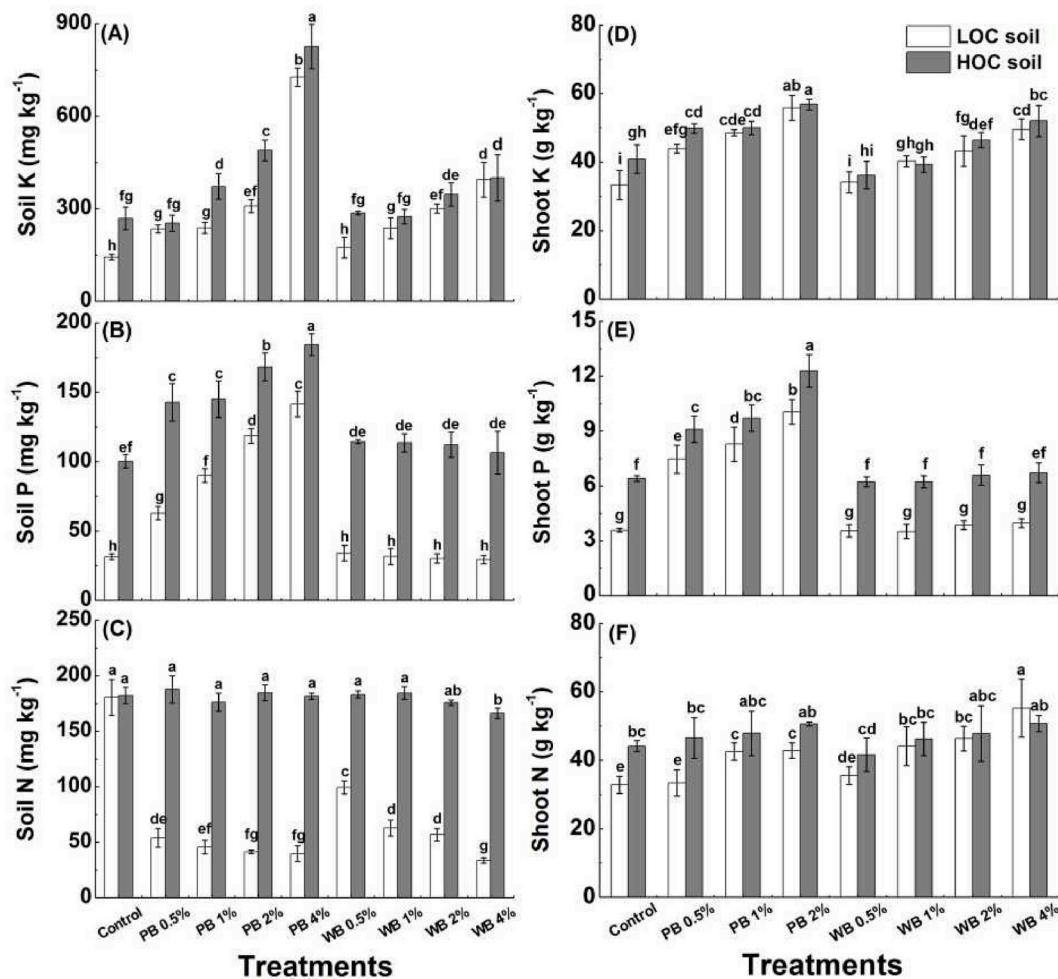 (A)
Soil K (mg kg-1)
900
600
300
0
h fg g fg g d ef c b a h fg g fg ef de d d
(B)
Soil P (mg kg-1)
200
150
100
50
0
h ef g c f c d b c a h de h de h de h de
(C)
Soil N (mg kg-1)
250
200
150
100
50
0
a a de a ef a fg a fg a c a d a d ab g b
Control PB 0.5% PB 1% PB 2% PB 4% WB 0.5% WB 1% WB 2% WB 4%
Treatments
(D)
LOC soil
HOC soil
Shoot K (g kg-1)
80
60
40
20
0
i gh efg cd cde cd ab a i hi gh gh fg def cd bc
(E)
Shoot P (g kg-1)
15
12
9
6
3
0
g f e c d bc b a g f g f g f g ef
(F)
Shoot N (g kg-1)
80
60
40
20
0
e bc e bc c abc c ab de cd bc bc bc abc a ab
Control PB 0.5% PB 1% PB 2% WB 0.5% WB 1% WB 2% WB 4%
Treatments